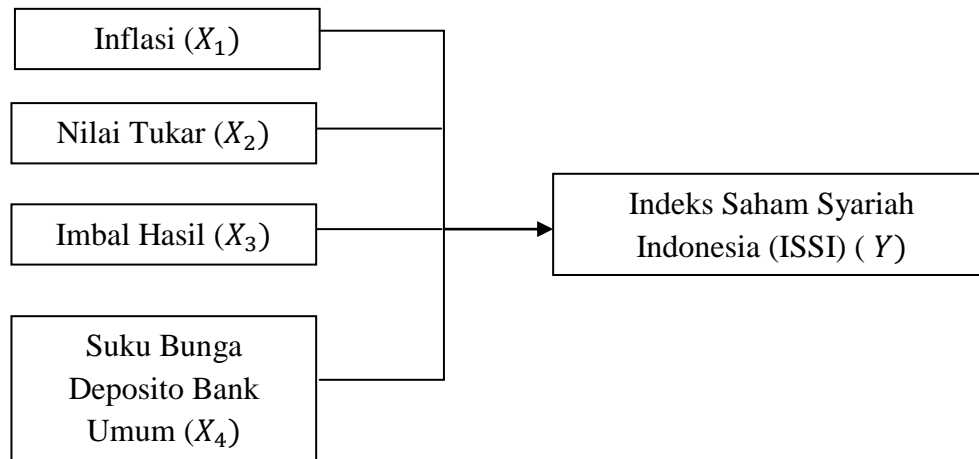 Inflasi (𝑋₁)
Nilai Tukar (𝑋₂)
Imbal Hasil (𝑋₃)
Suku Bunga
Deposito Bank
Umum (𝑋₄)
Indeks Saham Syariah
Indonesia (ISSI) ( 𝑌)